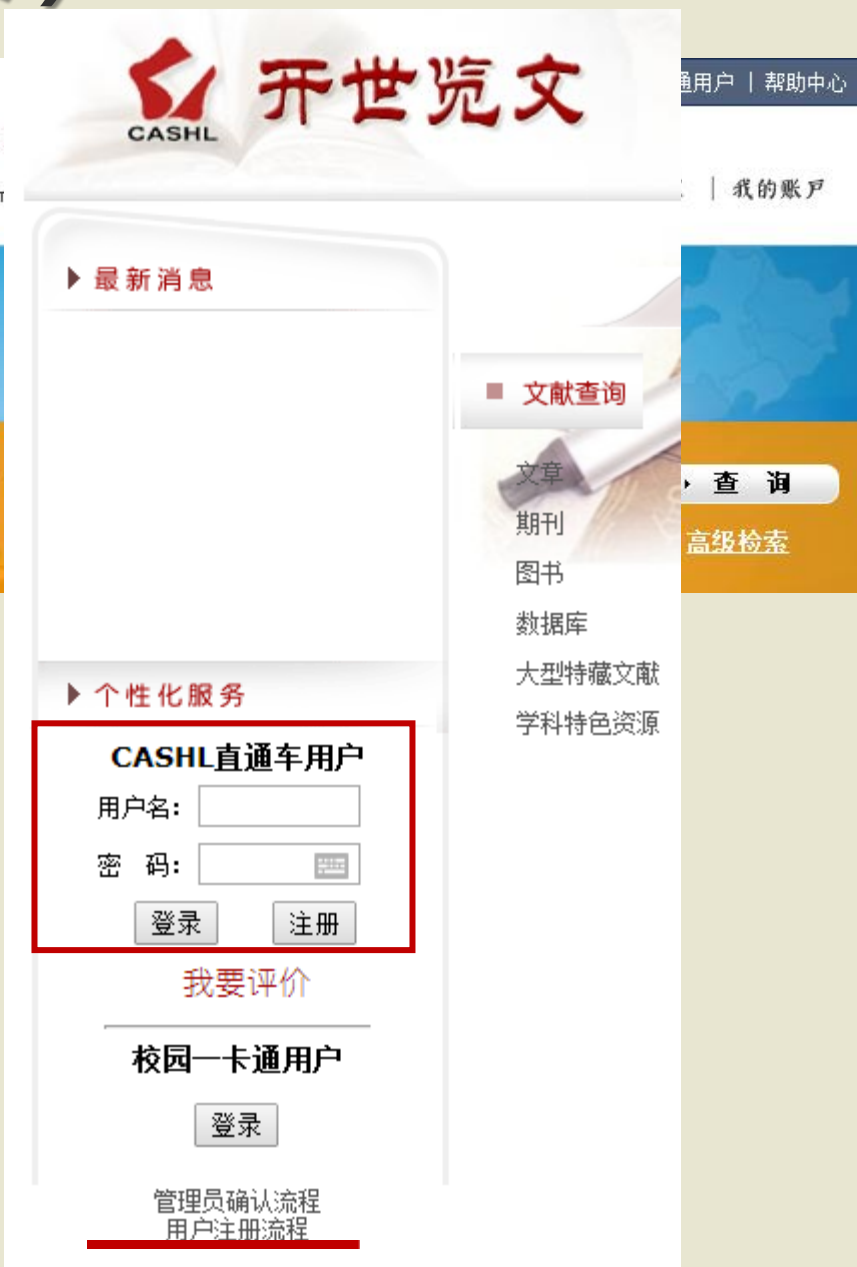 CASHL 开世览文
通用户 | 帮助中心
| 我的账戶
最新消息
文献查询
文章
期刊
图书
数据库
大型特藏文献
学科特色资源
查 询
高级检索
个性化服务
CASHL直通车用户
用户名:
密 码:
登录 注册
我要评价
校园一卡通用户
登录
管理员确认流程
用户注册流程